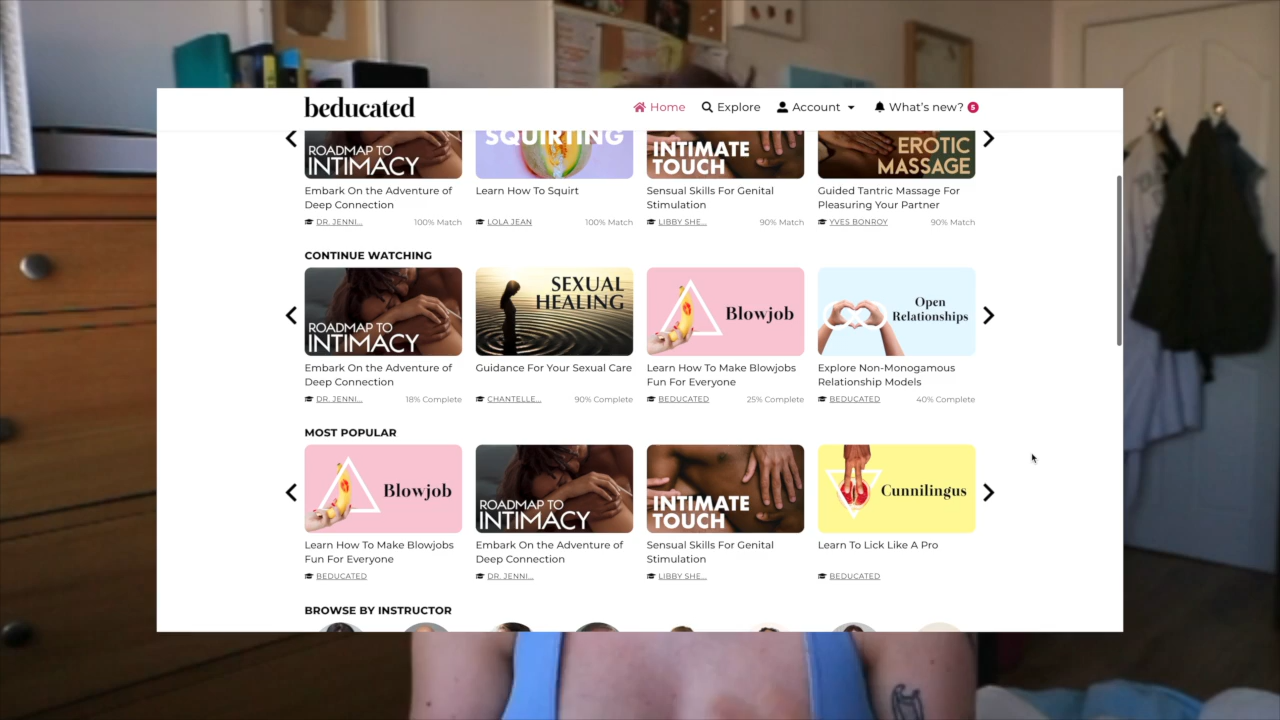 beducated
Home
Explore
Account
What's new? 5
ROADMAP TO
INTIMACY
SQUIRTING
INTIMATE
TOUCH
EROTIC
MASSAGE
Embark On the Adventure of
Deep Connection
Learn How To Squirt
Sensual Skills For Genital
Stimulation
Guided Tantric Massage For
Pleasuring Your Partner
DR. JENNI... 100% Match
LOLA JEAN 100% Match
LIBBY SHE... 90% Match
YVES BONROY 90% Match
CONTINUE WATCHING
ROADMAP TO
INTIMACY
SEXUAL
HEALING
Blowjob
Open
Relationships
Embark On the Adventure of
Deep Connection
Guidance For Your Sexual Care
Learn How To Make Blowjobs
Fun For Everyone
Explore Non-Monogamous
Relationship Models
DR. JENNI... 18% Complete
CHANTELLE... 90% Complete
BEDUCATED 25% Complete
BEDUCATED 40% Complete
MOST POPULAR
Blowjob
ROADMAP TO
INTIMACY
INTIMATE
TOUCH
Cunnilingus
Learn How To Make Blowjobs
Fun For Everyone
Embark On the Adventure of
Deep Connection
Sensual Skills For Genital
Stimulation
Learn To Lick Like A Pro
BEDUCATED
DR. JENNI...
LIBBY SHE...
BEDUCATED
BROWSE BY INSTRUCTOR